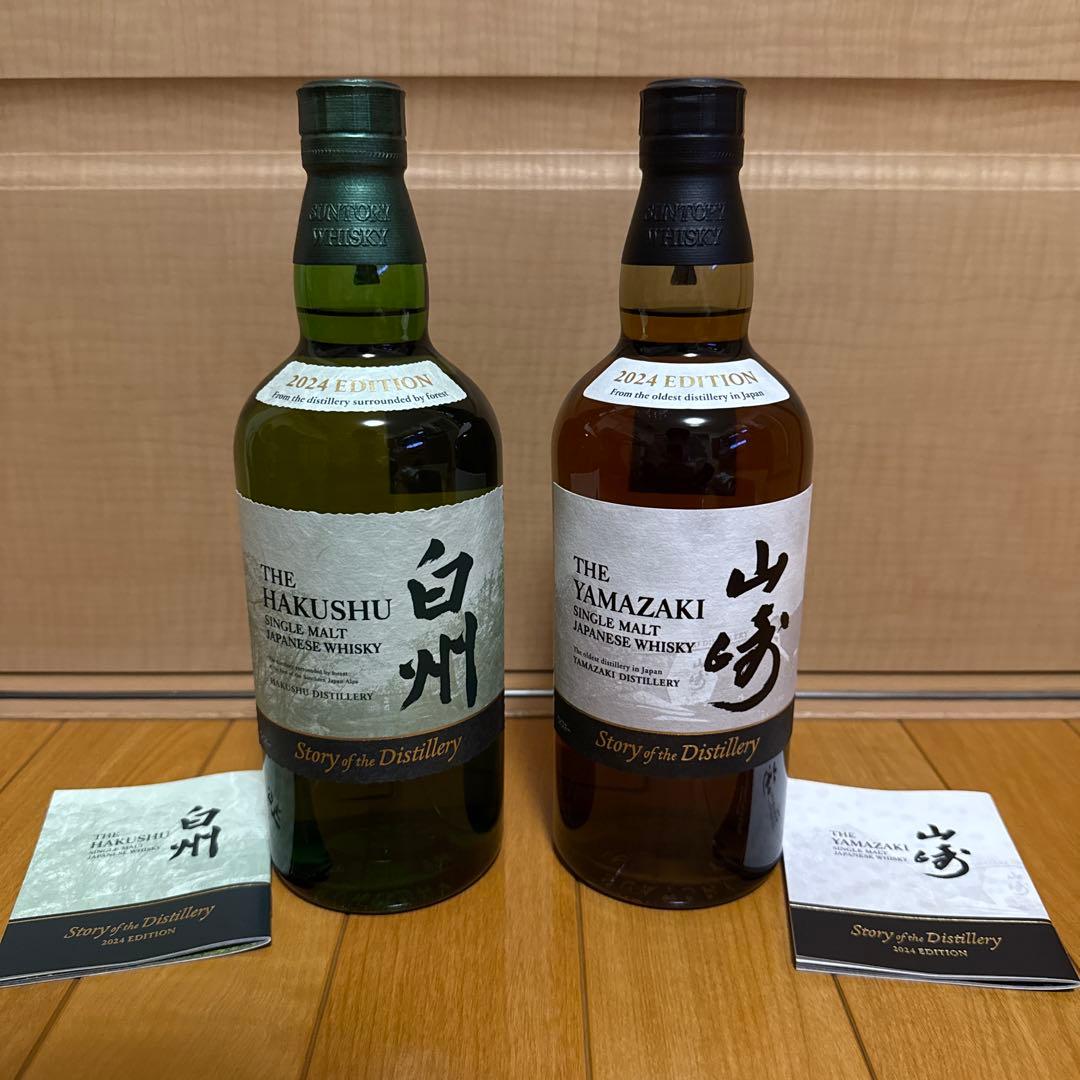 SUNTORY
WHISKY
2024 EDITION
From the distillery surrounded by forest
THE
HAKUSHU
SINGLE MALT
JAPANESE WHISKY
白州
HAKUSHU DISTILLERY
Story of the Distillery
SUNTORY
WHISKY
2024 EDITION
From the oldest distillery in Japan
THE
YAMAZAKI
SINGLE MALT
JAPANESE WHISKY
山崎
The oldest distillery in Japan
YAMAZAKI DISTILLERY
Story of the Distillery
THE
HAKUSHU
SINGLE MALT
JAPANESE WHISKY
白州
Story of the Distillery
2024 EDITION
THE
YAMAZAKI
SINGLE MALT
JAPANESE WHISKY
山崎
Story of the Distillery
2024 EDITION